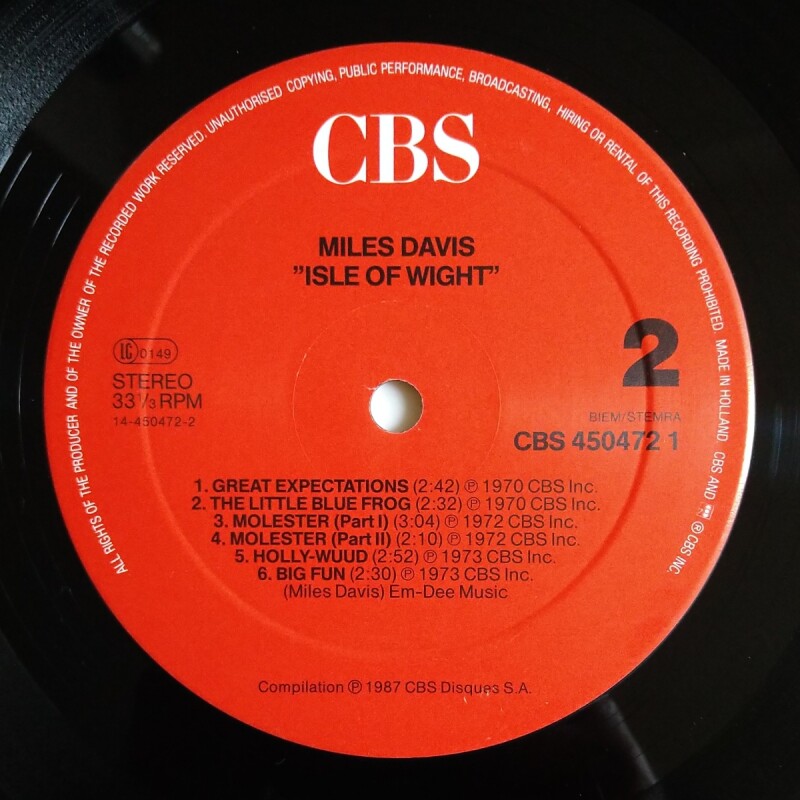 ALL RIGHTS OF THE PRODUCER AND OF THE OWNER OF THE RECORDED WORK RESERVED. UNAUTHORISED COPYING, PUBLIC PERFORMANCE, BROADCASTING, HIRING OR RENTAL OF THIS RECORDING PROHIBITED. MADE IN HOLLAND CBS AND ® CBS INC.
CBS
MILES DAVIS
”ISLE OF WIGHT”
2
LC 0149
STEREO
33 1/3 RPM
14-450472-2
BIEM/STEMRA
CBS 450472 1
1. GREAT EXPECTATIONS (2:42) ℗ 1970 CBS Inc.
2. THE LITTLE BLUE FROG (2:32) ℗ 1970 CBS Inc.
3. MOLESTER (Part I) (3:04) ℗ 1972 CBS Inc.
4. MOLESTER (Part II) (2:10) ℗ 1972 CBS Inc.
5. HOLLY-WUUD (2:52) ℗ 1973 CBS Inc.
6. BIG FUN (2:30) ℗ 1973 CBS Inc.
(Miles Davis) Em-Dee Music
Compilation ℗ 1987 CBS Disques S.A.